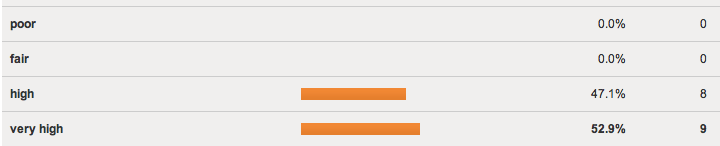 poor 0.0% 0
fair 0.0% 0
high 47.1% 8
very high 52.9% 9